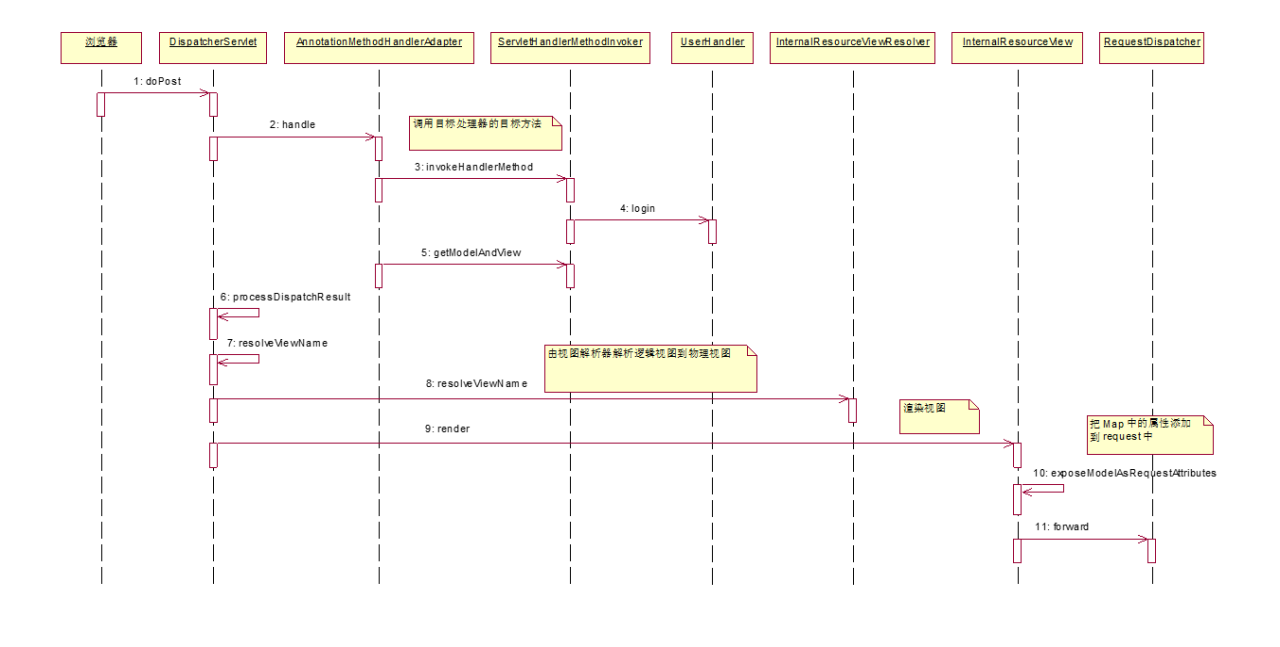 浏览器
DispatcherServlet
AnnotationMethodHandlerAdapter
ServletHandlerMethodInvoker
UserHandler
InternalResourceViewResolver
InternalResourceView
RequestDispatcher
1: doPost
2: handle
调用目标处理器的目标方法
3: invokeHandlerMethod
4: login
5: getModelAndView
6: processDispatchResult
7: resolveViewName
由视图解析器解析逻辑视图到物理视图
8: resolveViewName
渲染视图
9: render
把 Map 中的属性添加
到 request 中
10: exposeModelAsRequestAttributes
11: forward